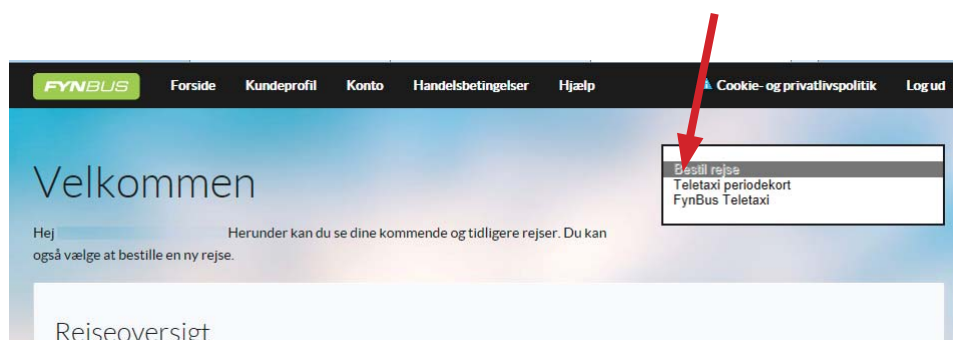 FYNBUS Forside Kundeprofil Konto Handelsbetingelser Hjælp Cookie- og privatlivspolitik Log ud
Velkommen
Bestil rejse
Teletaxi periodekort
FynBus Teletaxi
Hej Herunder kan du se dine kommende og tidligere rejser. Du kan
også vælge at bestille en ny rejse.
Rejseoversigt